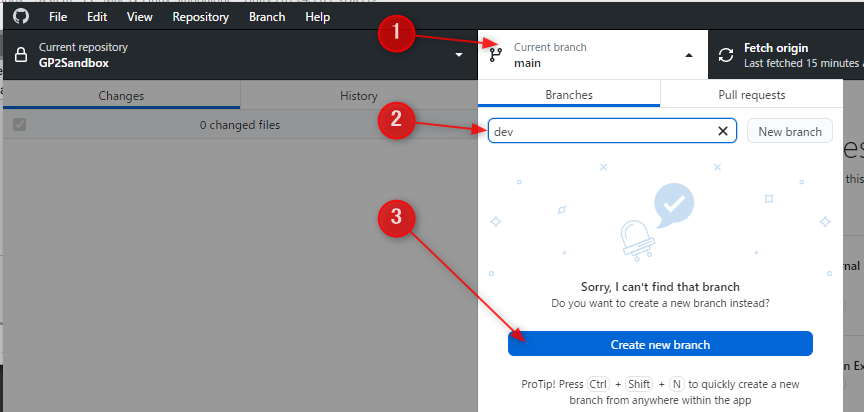 File Edit View Repository Branch Help
Current repository
GP2Sandbox
1
Current branch
main
Fetch origin
Last fetched 15 minutes
Changes
History
0 changed files
Branches
Pull requests
2
dev
New branch
3
Sorry, I can't find that branch
Do you want to create a new branch instead?
Create new branch
ProTip! Press Ctrl + Shift + N to quickly create a new
branch from anywhere within the app
this